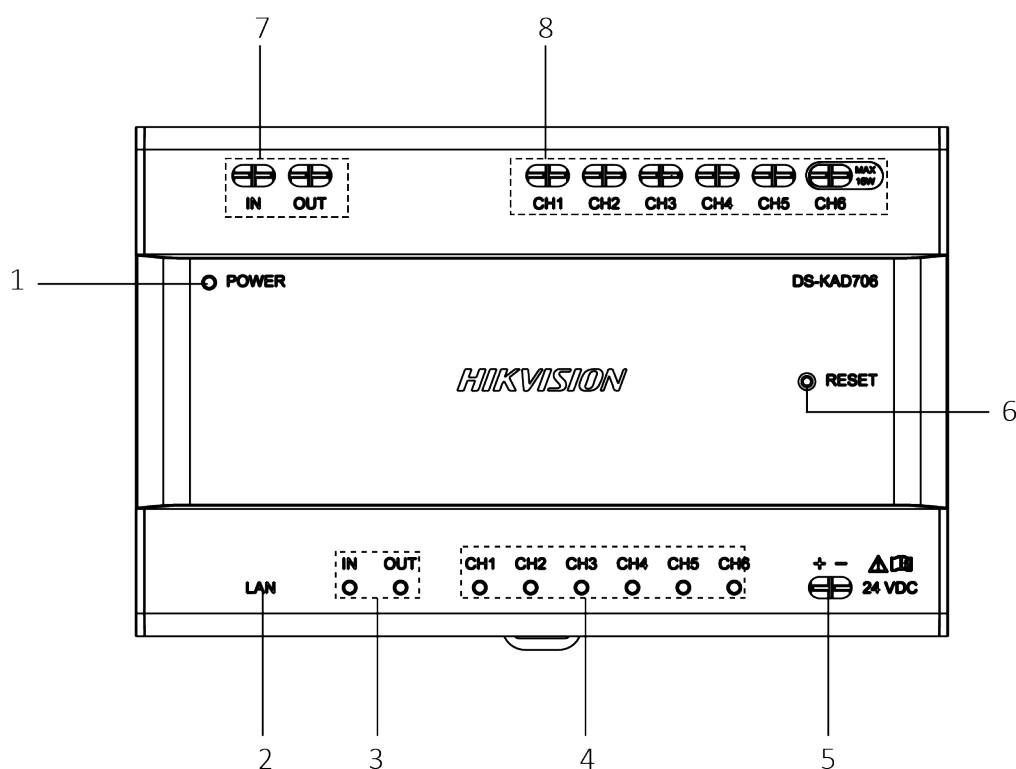 7 8
MAX
15W
IN OUT CH1 CH2 CH3 CH4 CH5 CH6
1 POWER DS-KAD706
HIKVISION RESET
6
IN OUT CH1 CH2 CH3 CH4 CH5 CH6 + -
LAN 24 VDC
2 3 4 5